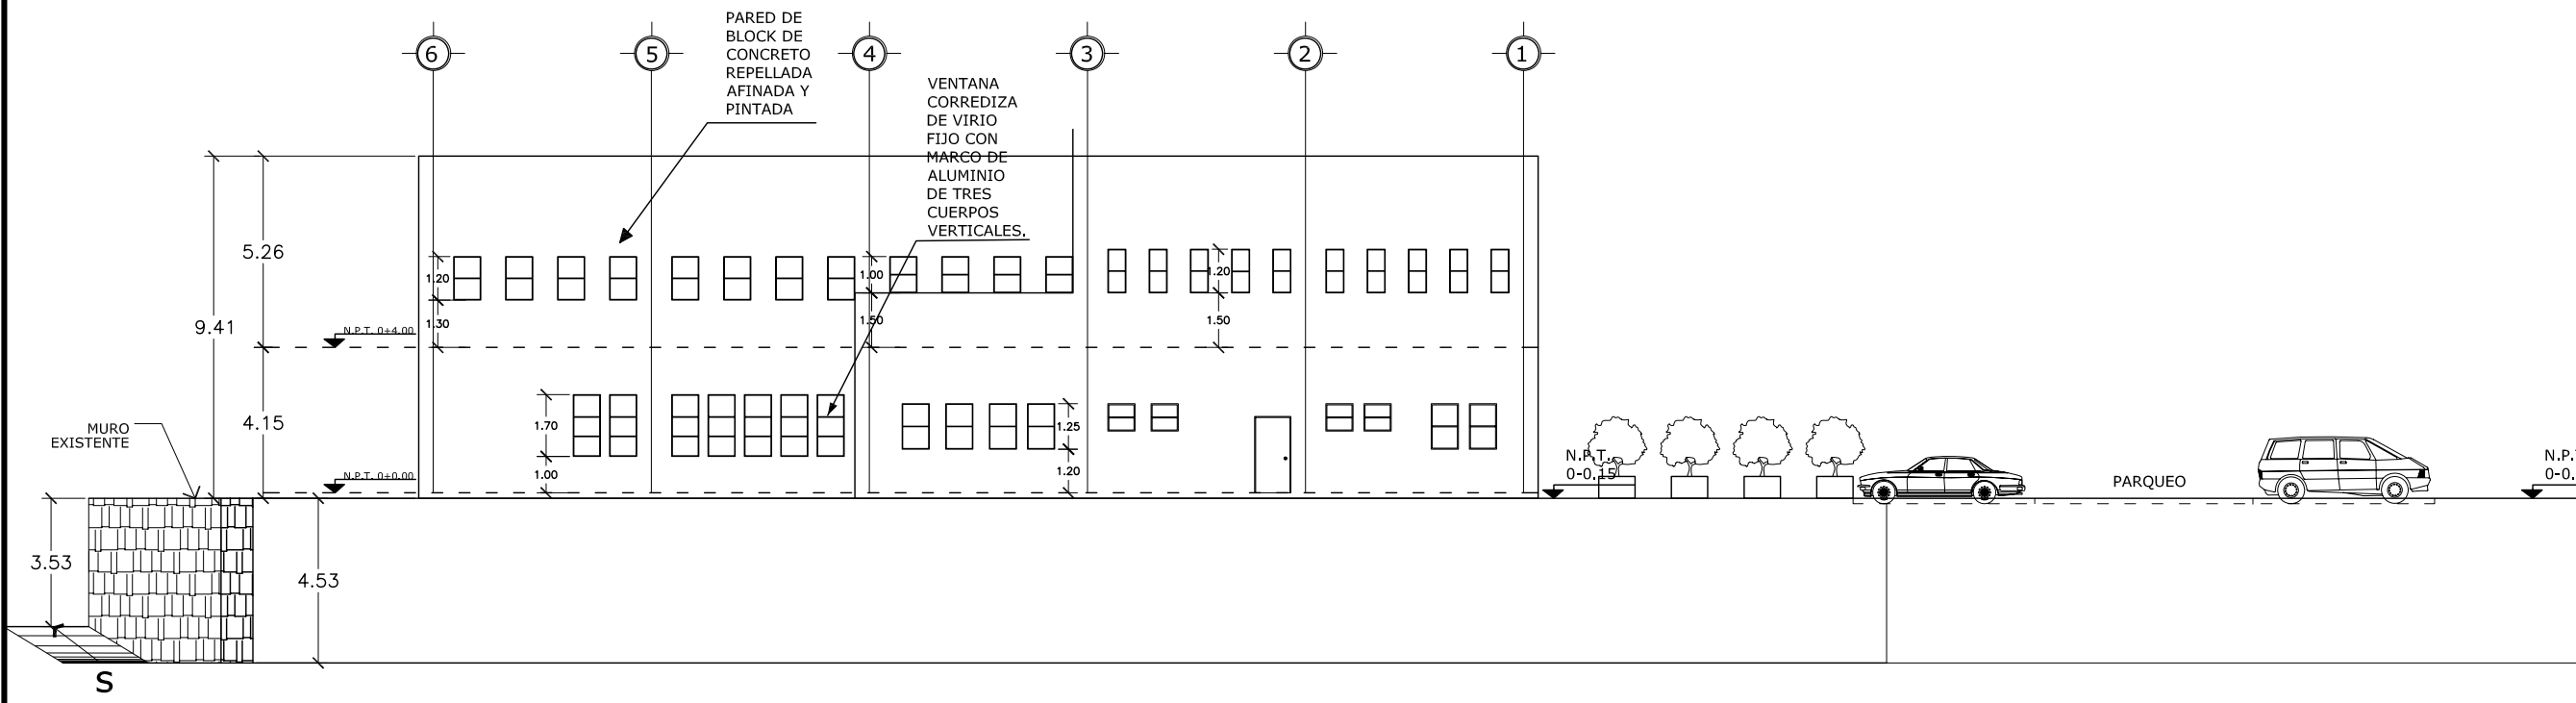 6
5
4
3
2
1
PARED DE
BLOCK DE
CONCRETO
REPELLADA
AFINADA Y
PINTADA
VENTANA
CORREDIZA
DE VIRIO
FIJO CON
MARCO DE
ALUMINIO
DE TRES
CUERPOS
VERTICALES.
5.26
9.41
4.15
N.P.T. 0+4.00
N.P.T. 0+0.00
1.20
1.30
1.00
1.50
1.20
1.50
1.70
1.00
1.25
1.20
MURO
EXISTENTE
3.53
4.53
S
N.P.T.
0-0.15
PARQUEO
N.P.
0-0.